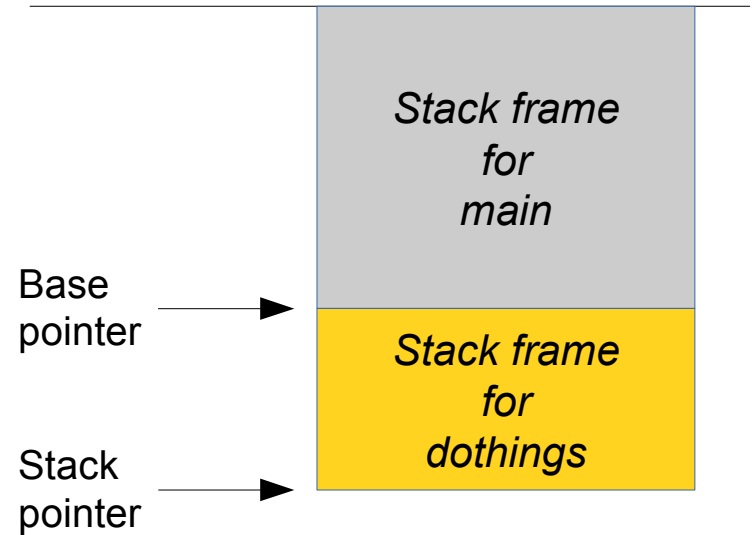 Stack frame
for
main
Base
pointer
Stack frame
for
dothings
Stack
pointer